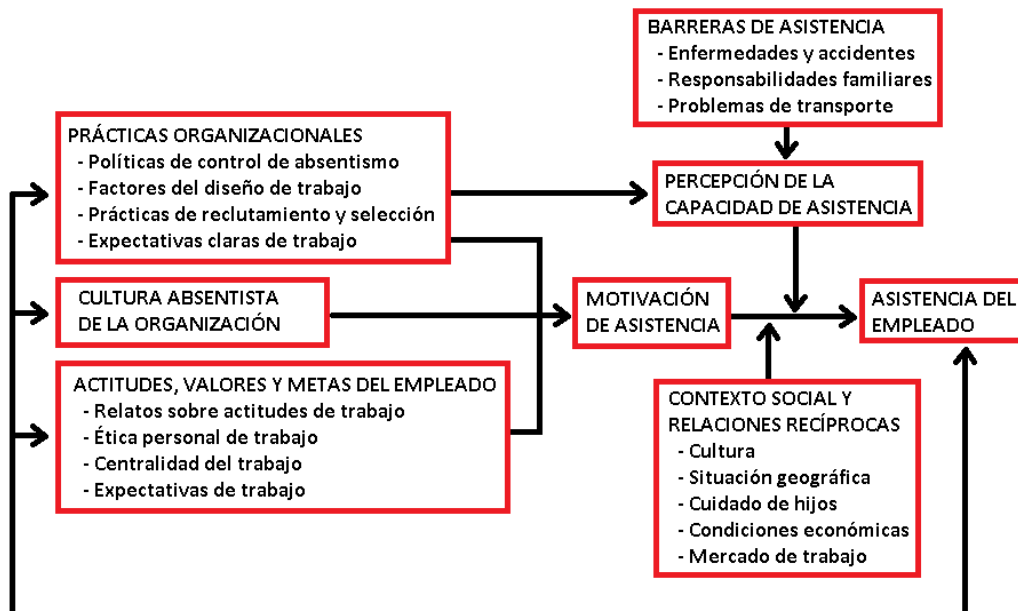 BARRERAS DE ASISTENCIA
- Enfermedades y accidentes
- Responsabilidades familiares
- Problemas de transporte
PRÁCTICAS ORGANIZACIONALES
- Políticas de control de absentismo
- Factores del diseño de trabajo
- Prácticas de reclutamiento y selección
- Expectativas claras de trabajo
PERCEPCIÓN DE LA
CAPACIDAD DE ASISTENCIA
CULTURA ABSENTISTA
DE LA ORGANIZACIÓN
MOTIVACIÓN
DE ASISTENCIA
ASISTENCIA DEL
EMPLEADO
ACTITUDES, VALORES Y METAS DEL EMPLEADO
- Relatos sobre actitudes de trabajo
- Ética personal de trabajo
- Centralidad del trabajo
- Expectativas de trabajo
CONTEXTO SOCIAL Y
RELACIONES RECÍPROCAS
- Cultura
- Situación geográfica
- Cuidado de hijos
- Condiciones económicas
- Mercado de trabajo